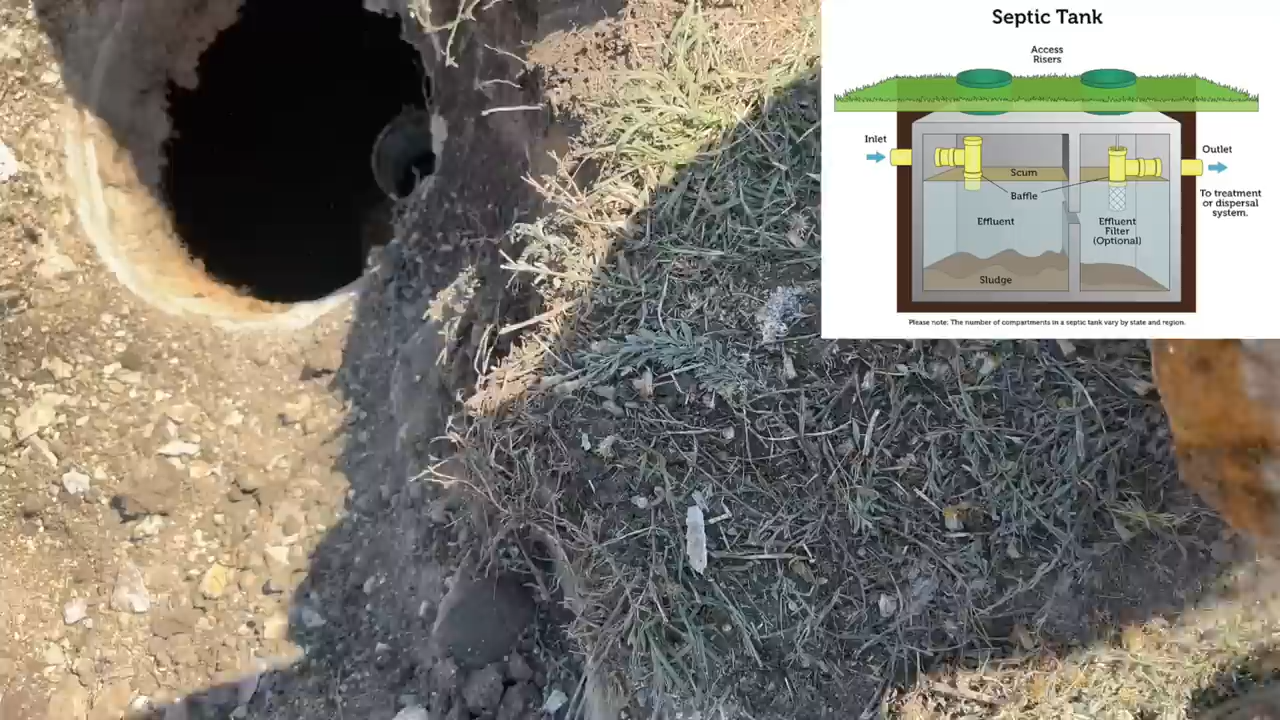 Septic Tank
Access
Risers
Inlet
Outlet
Scum
Baffle
To treatment
or dispersal
system.
Effluent
Effluent
Filter
(Optional)
Sludge
Please note: The number of compartments in a septic tank vary by state and region.